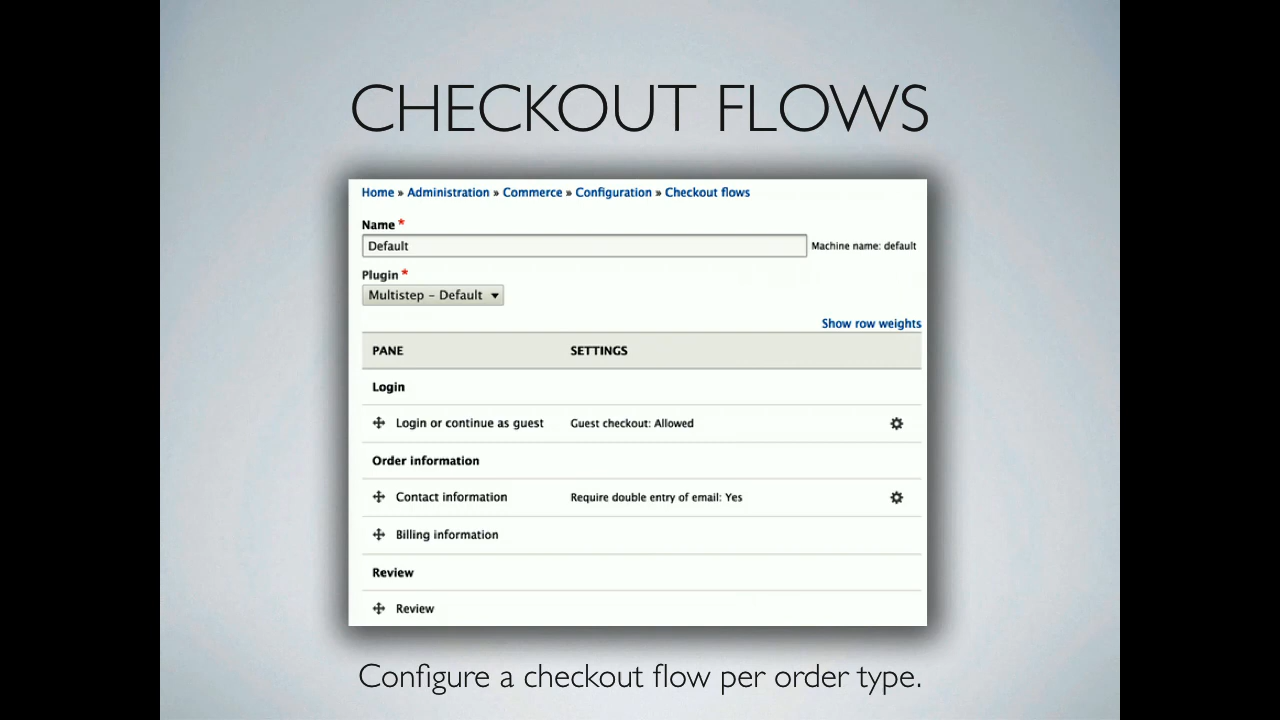 CHECKOUT FLOWS
Home » Administration » Commerce » Configuration » Checkout flows
Name *
Default
Machine name: default
Plugin *
Multistep – Default
Show row weights
PANE SETTINGS
Login
Login or continue as guest Guest checkout: Allowed
Order information
Contact information Require double entry of email: Yes
Billing information
Review
Review
Configure a checkout flow per order type.